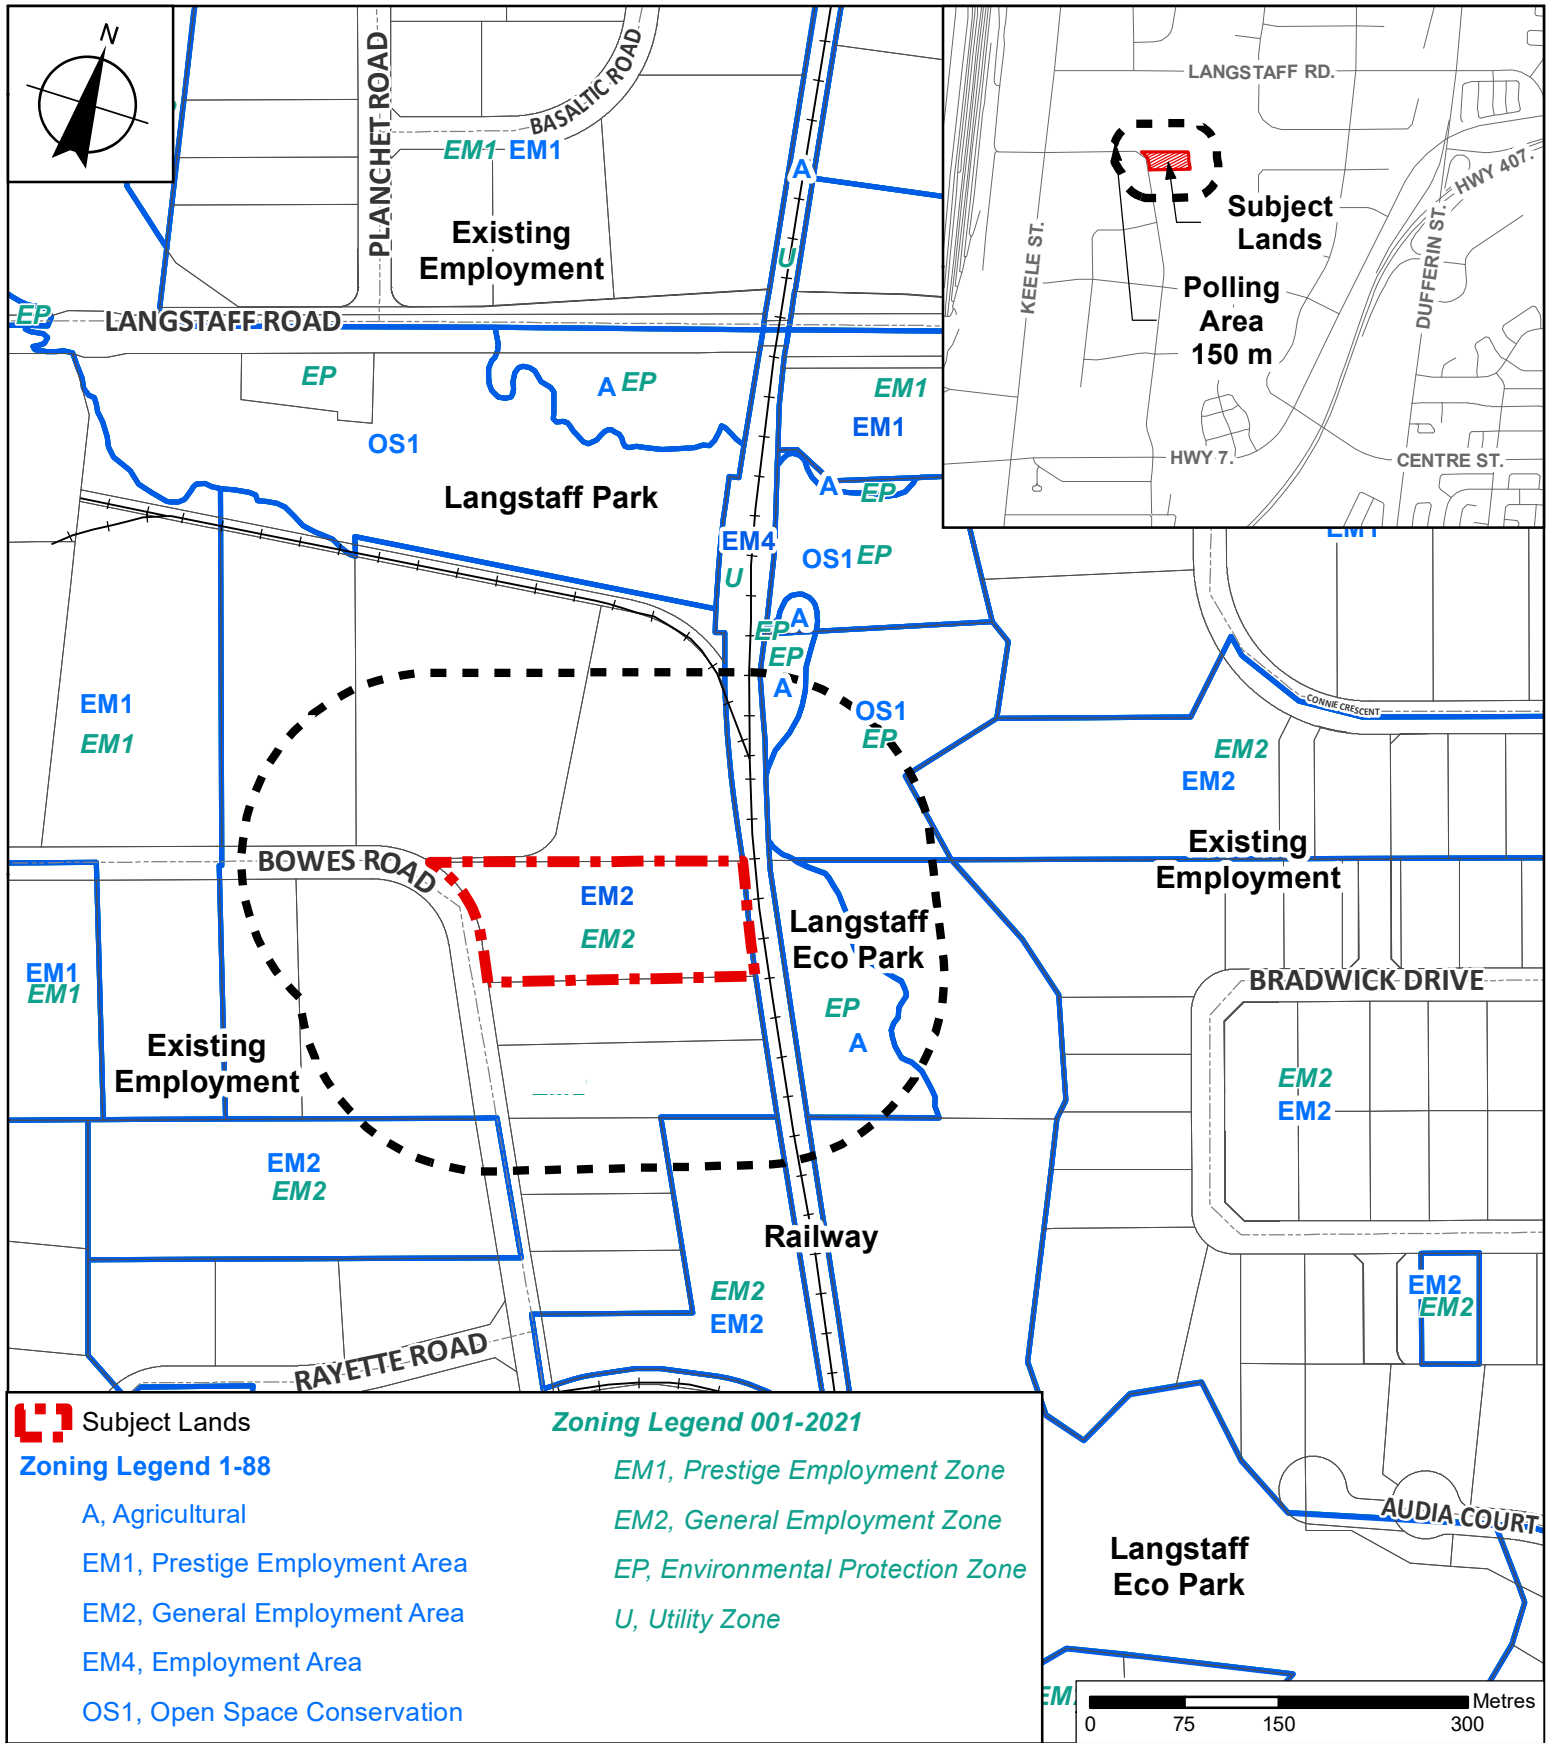 N
PLANCHET ROAD
BASALTIC ROAD
EM1 EM1
Existing
Employment
A
U
EP
LANGSTAFF ROAD
EP
A EP
OS1
EM1
EM1
Langstaff Park
A
EP
EM4
U
OS1 EP
A
EP
EP
A
OS1
EP
EM1
EM1
EM1
CONNIE CRESCENT
EM2
EM2
Existing
Employment
BOWES ROAD
EM2
EM2
Langstaff
Eco Park
EP
A
EM1
EM1
Existing
Employment
BRADWICK DRIVE
EM2
EM2
EM2
EM2
Railway
EM2
EM2
EM2
EM2
RAYETTE ROAD
AUDIA COURT
Langstaff
Eco Park
LANGSTAFF RD.
HWY 407.
KEELE ST.
DUFFERIN ST.
Subject
Lands
Polling
Area
150 m
HWY 7.
CENTRE ST.
Subject Lands
Zoning Legend 1-88
A, Agricultural
EM1, Prestige Employment Area
EM2, General Employment Area
EM4, Employment Area
OS1, Open Space Conservation
Zoning Legend 001-2021
EM1, Prestige Employment Zone
EM2, General Employment Zone
EP, Environmental Protection Zone
U, Utility Zone
Metres
0 75 150 300